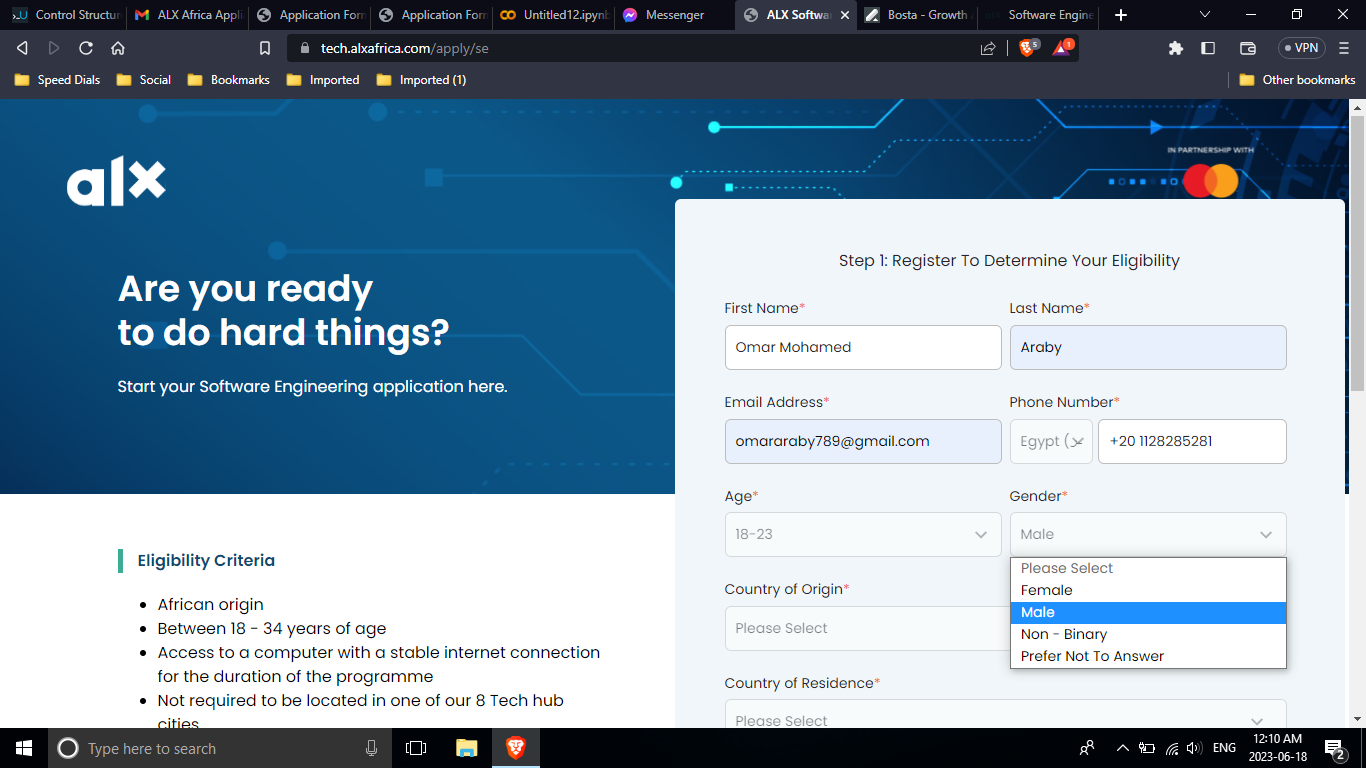 Control Structur
ALX Africa Appli
Application Form
Application Form
Untitled12.ipynb
Messenger
ALX Softwa
Bosta - Growth
Software Engine
tech.alxafrica.com/apply/se
5
1
VPN
Speed Dials
Social
Bookmarks
Imported
Imported (1)
Other bookmarks
alx
IN PARTNERSHIP WITH
Are you ready
to do hard things?
Start your Software Engineering application here.
Eligibility Criteria
African origin
Between 18 - 34 years of age
Access to a computer with a stable internet connection
for the duration of the programme
Not required to be located in one of our 8 Tech hub
cities
Step 1: Register To Determine Your Eligibility
First Name* Last Name*
Omar Mohamed Araby
Email Address* Phone Number*
omararaby789@gmail.com Egypt ( +20 1128285281
Age* Gender*
18-23 Male
Please Select
Female
Male
Non - Binary
Prefer Not To Answer
Country of Origin*
Please Select
Country of Residence*
Please Select
Type here to search
ENG
12:10 AM
2023-06-18
2